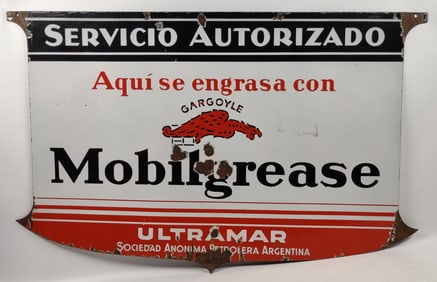 SERVICIO AUTORIZADO
Aquí se engrasa con
GARGOYLE
Mobilgrease
ULTRAMAR
SOCIEDAD ANONIMA PETROLERA ARGENTINA